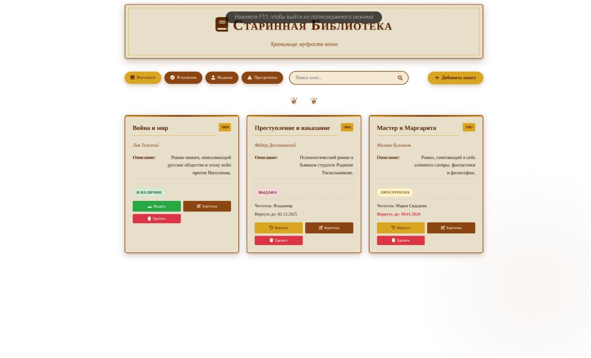 Нажмите F11, чтобы выйти из полноэкранного режима
Старинная Библиотека
Хранилище мудрости веков
Все книги
В наличии
Выданы
Просрочены
Поиск книг...
Добавить книгу
Война и мир
1869
Лев Толстой
Описание:
Роман-эпопея, описывающий
русское общество в эпоху войн
против Наполеона.
В НАЛИЧИИ
Выдать
Карточка
Удалить
Преступление и наказание
1866
Фёдор Достоевский
Описание:
Психологический роман о
бывшем студенте Родионе
Раскольникове.
ВЫДАНА
Читатель: Владимир
Вернуть до: 02.12.2025
Вернуть
Карточка
Удалить
Мастер и Маргарита
1967
Михаил Булгаков
Описание:
Роман, сочетающий в себе
элементы сатиры, фантастики
и философии.
ПРОСРОЧЕНА
Читатель: Мария Сидорова
Вернуть до: 10.01.2024
Вернуть
Карточка
Удалить